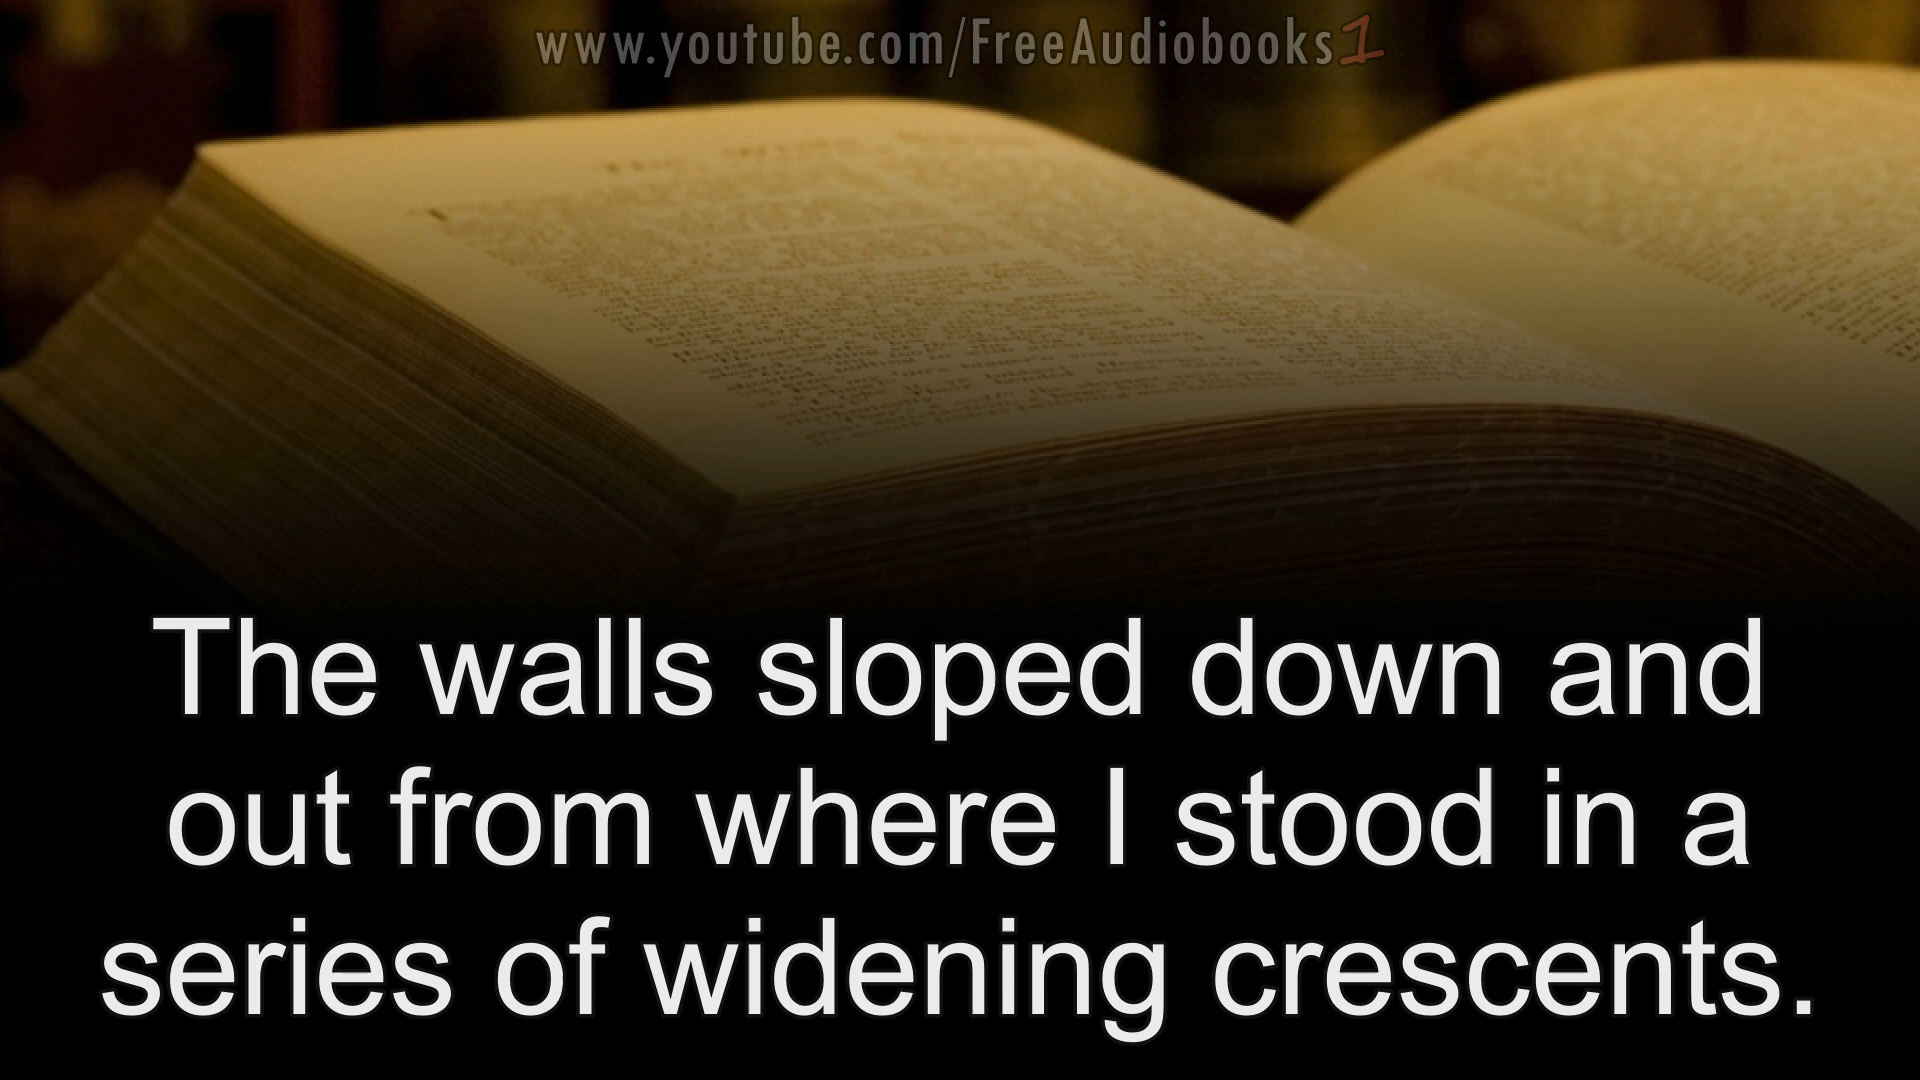 www.youtube.com/FreeAudiobooks1
The walls sloped down and
out from where I stood in a
series of widening crescents.